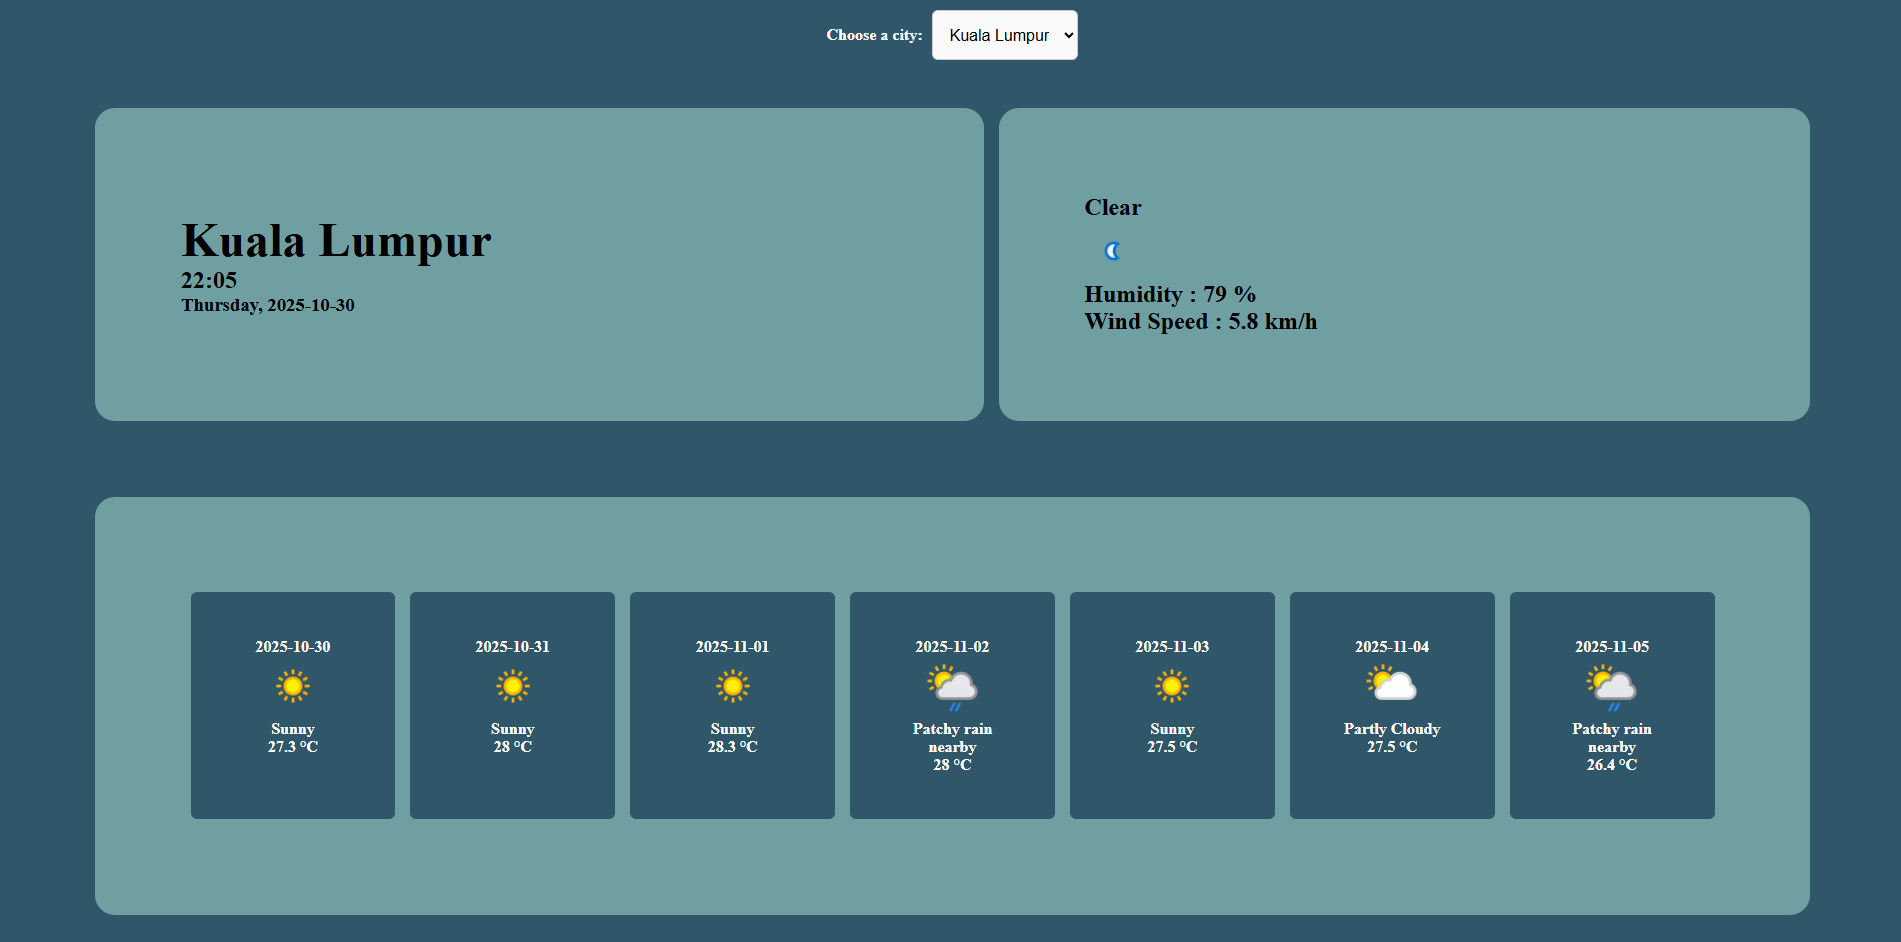 Choose a city:
Kuala Lumpur
Kuala Lumpur
22:05
Thursday, 2025-10-30
Clear
Humidity : 79 %
Wind Speed : 5.8 km/h
2025-10-30
Sunny
27.3 °C
2025-10-31
Sunny
28 °C
2025-11-01
Sunny
28.3 °C
2025-11-02
Patchy rain
nearby
28 °C
2025-11-03
Sunny
27.5 °C
2025-11-04
Partly Cloudy
27.5 °C
2025-11-05
Patchy rain
nearby
26.4 °C